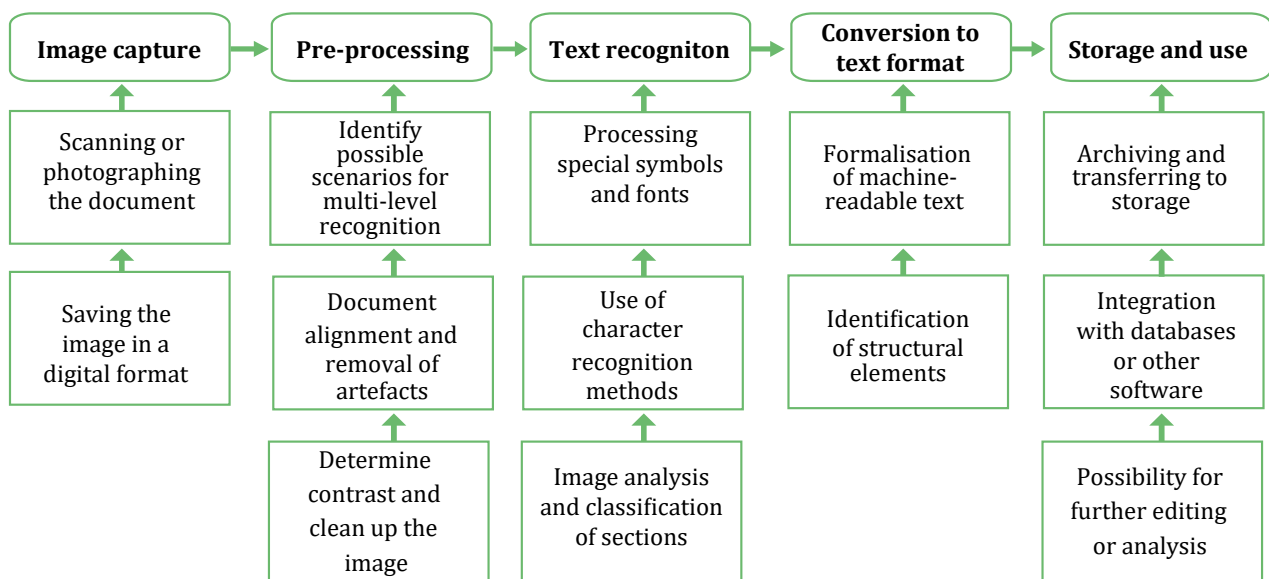 Image capture
Pre-processing
Text recogniton
Conversion to
text format
Storage and use
Scanning or
photographing
the document
Identify
possible
scenarios for
multi-level
recognition
Processing
special symbols
and fonts
Formalisation
of machine-
readable text
Archiving and
transferring to
storage
Saving the
image in a
digital format
Document
alignment and
removal of
artefacts
Use of
character
recognition
methods
Identification
of structural
elements
Integration
with databases
or other
software
Determine
contrast and
clean up the
image
Image analysis
and classification
of sections
Possibility for
further editing
or analysis